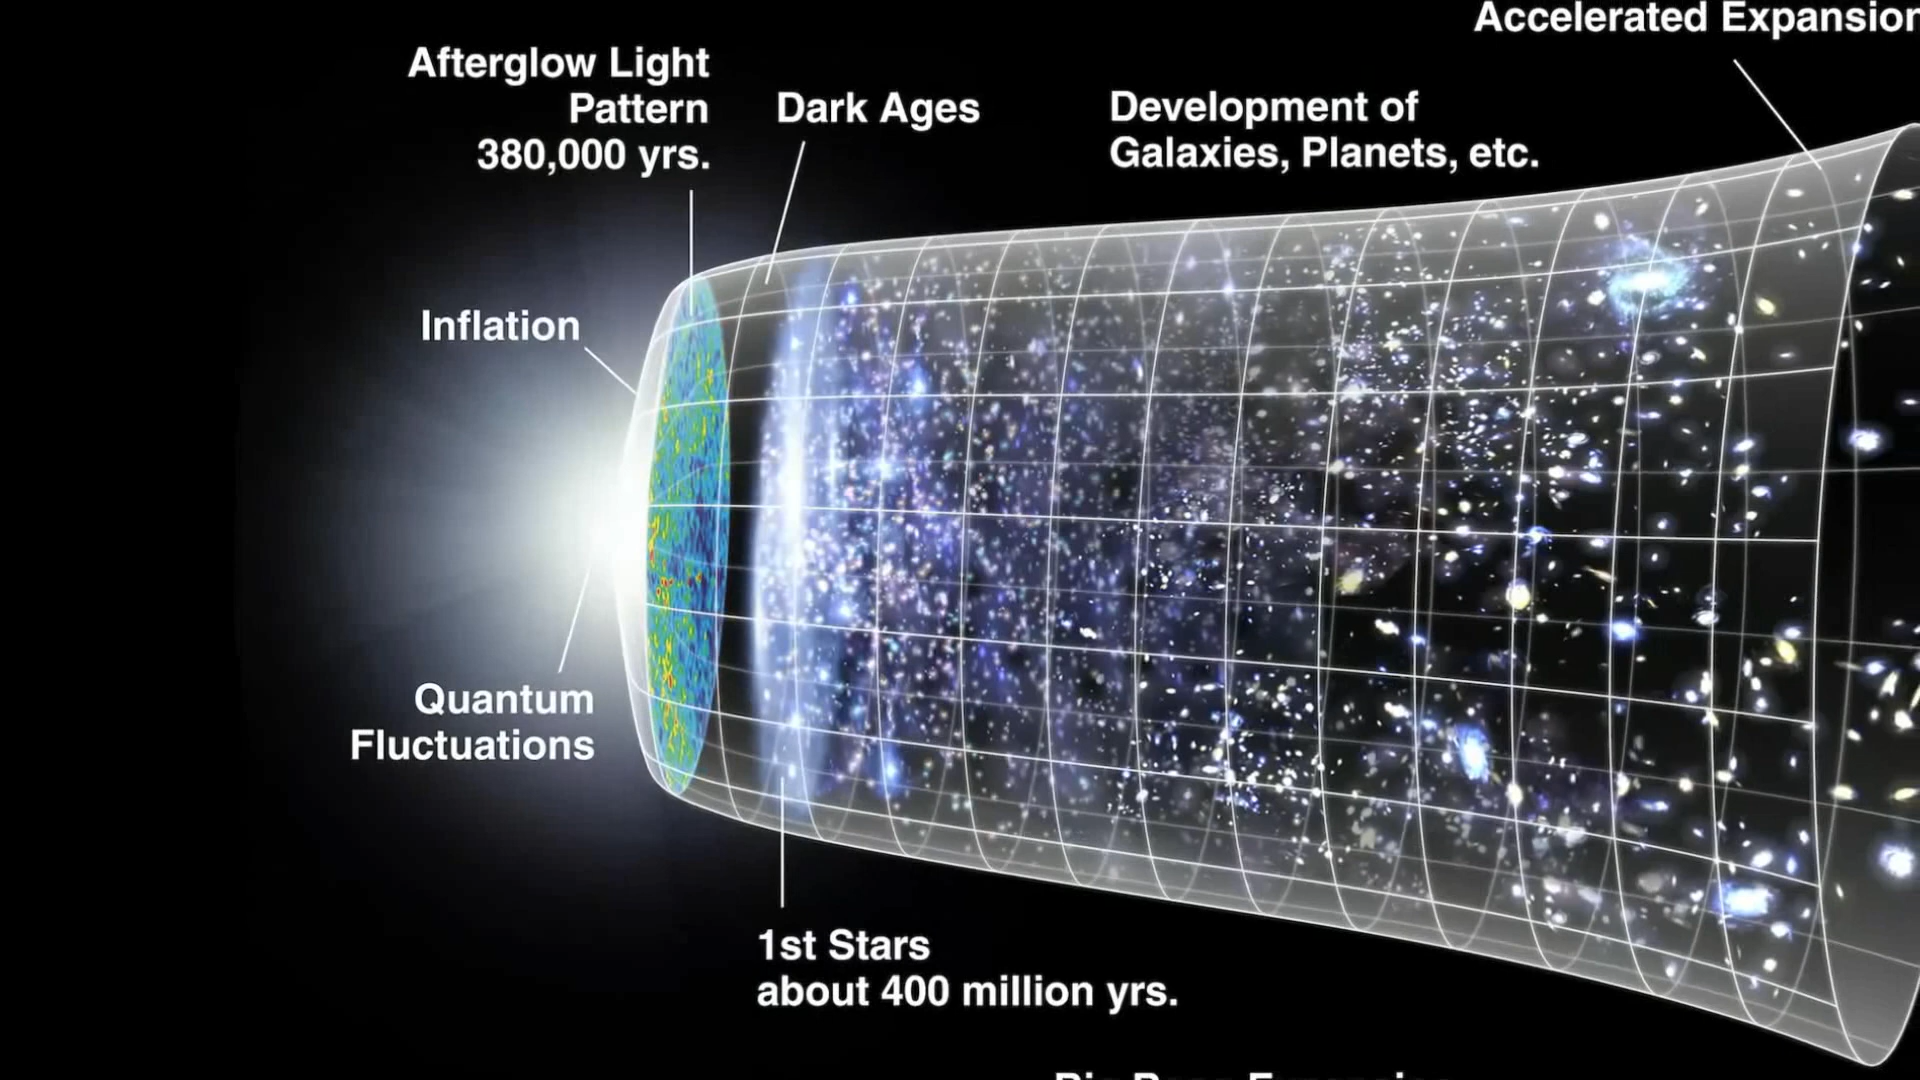 Accelerated Expansion
Afterglow Light
Pattern
380,000 yrs.
Dark Ages
Development of
Galaxies, Planets, etc.
Inflation
Quantum
Fluctuations
1st Stars
about 400 million yrs.